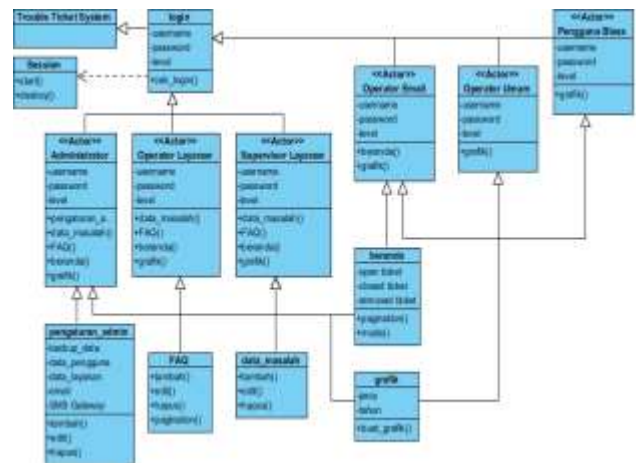 Trouble Ticket System
login
-username
-password
-level
+cek_login()
Session
+start()
+destroy()
<<Actor>>
Pengguna Biasa
-username
-password
-level
+grafik()
<<Actor>>
Operator Email
-username
-password
-level
+beranda()
+grafik()
<<Actor>>
Operator Umum
-username
-password
-level
+grafik()
<<Actor>>
Administrator
-username
-password
-level
+pengaturan_a...
+data_masalah()
+FAQ()
+beranda()
+grafik()
<<Actor>>
Operator Layanan
-username
-password
-level
+data_masalah()
+FAQ()
+beranda()
+grafik()
<<Actor>>
Supervisor Layanan
-username
-password
-level
+data_masalah()
+FAQ()
+beranda()
+grafik()
beranda
-open ticket
-closed ticket
ticket
+pagination()
pengaturan_admin
-backup_data
-data_pengguna
-data_layanan
-email
-SMS Gateway
+tambah()
+edit()
+hapus()
FAQ
+tambah()
+edit()
+hapus()
+pagination()
data_masalah
+tambah()
+edit()
+hapus()
grafik
-jenis
-tahun
+buat_grafik()